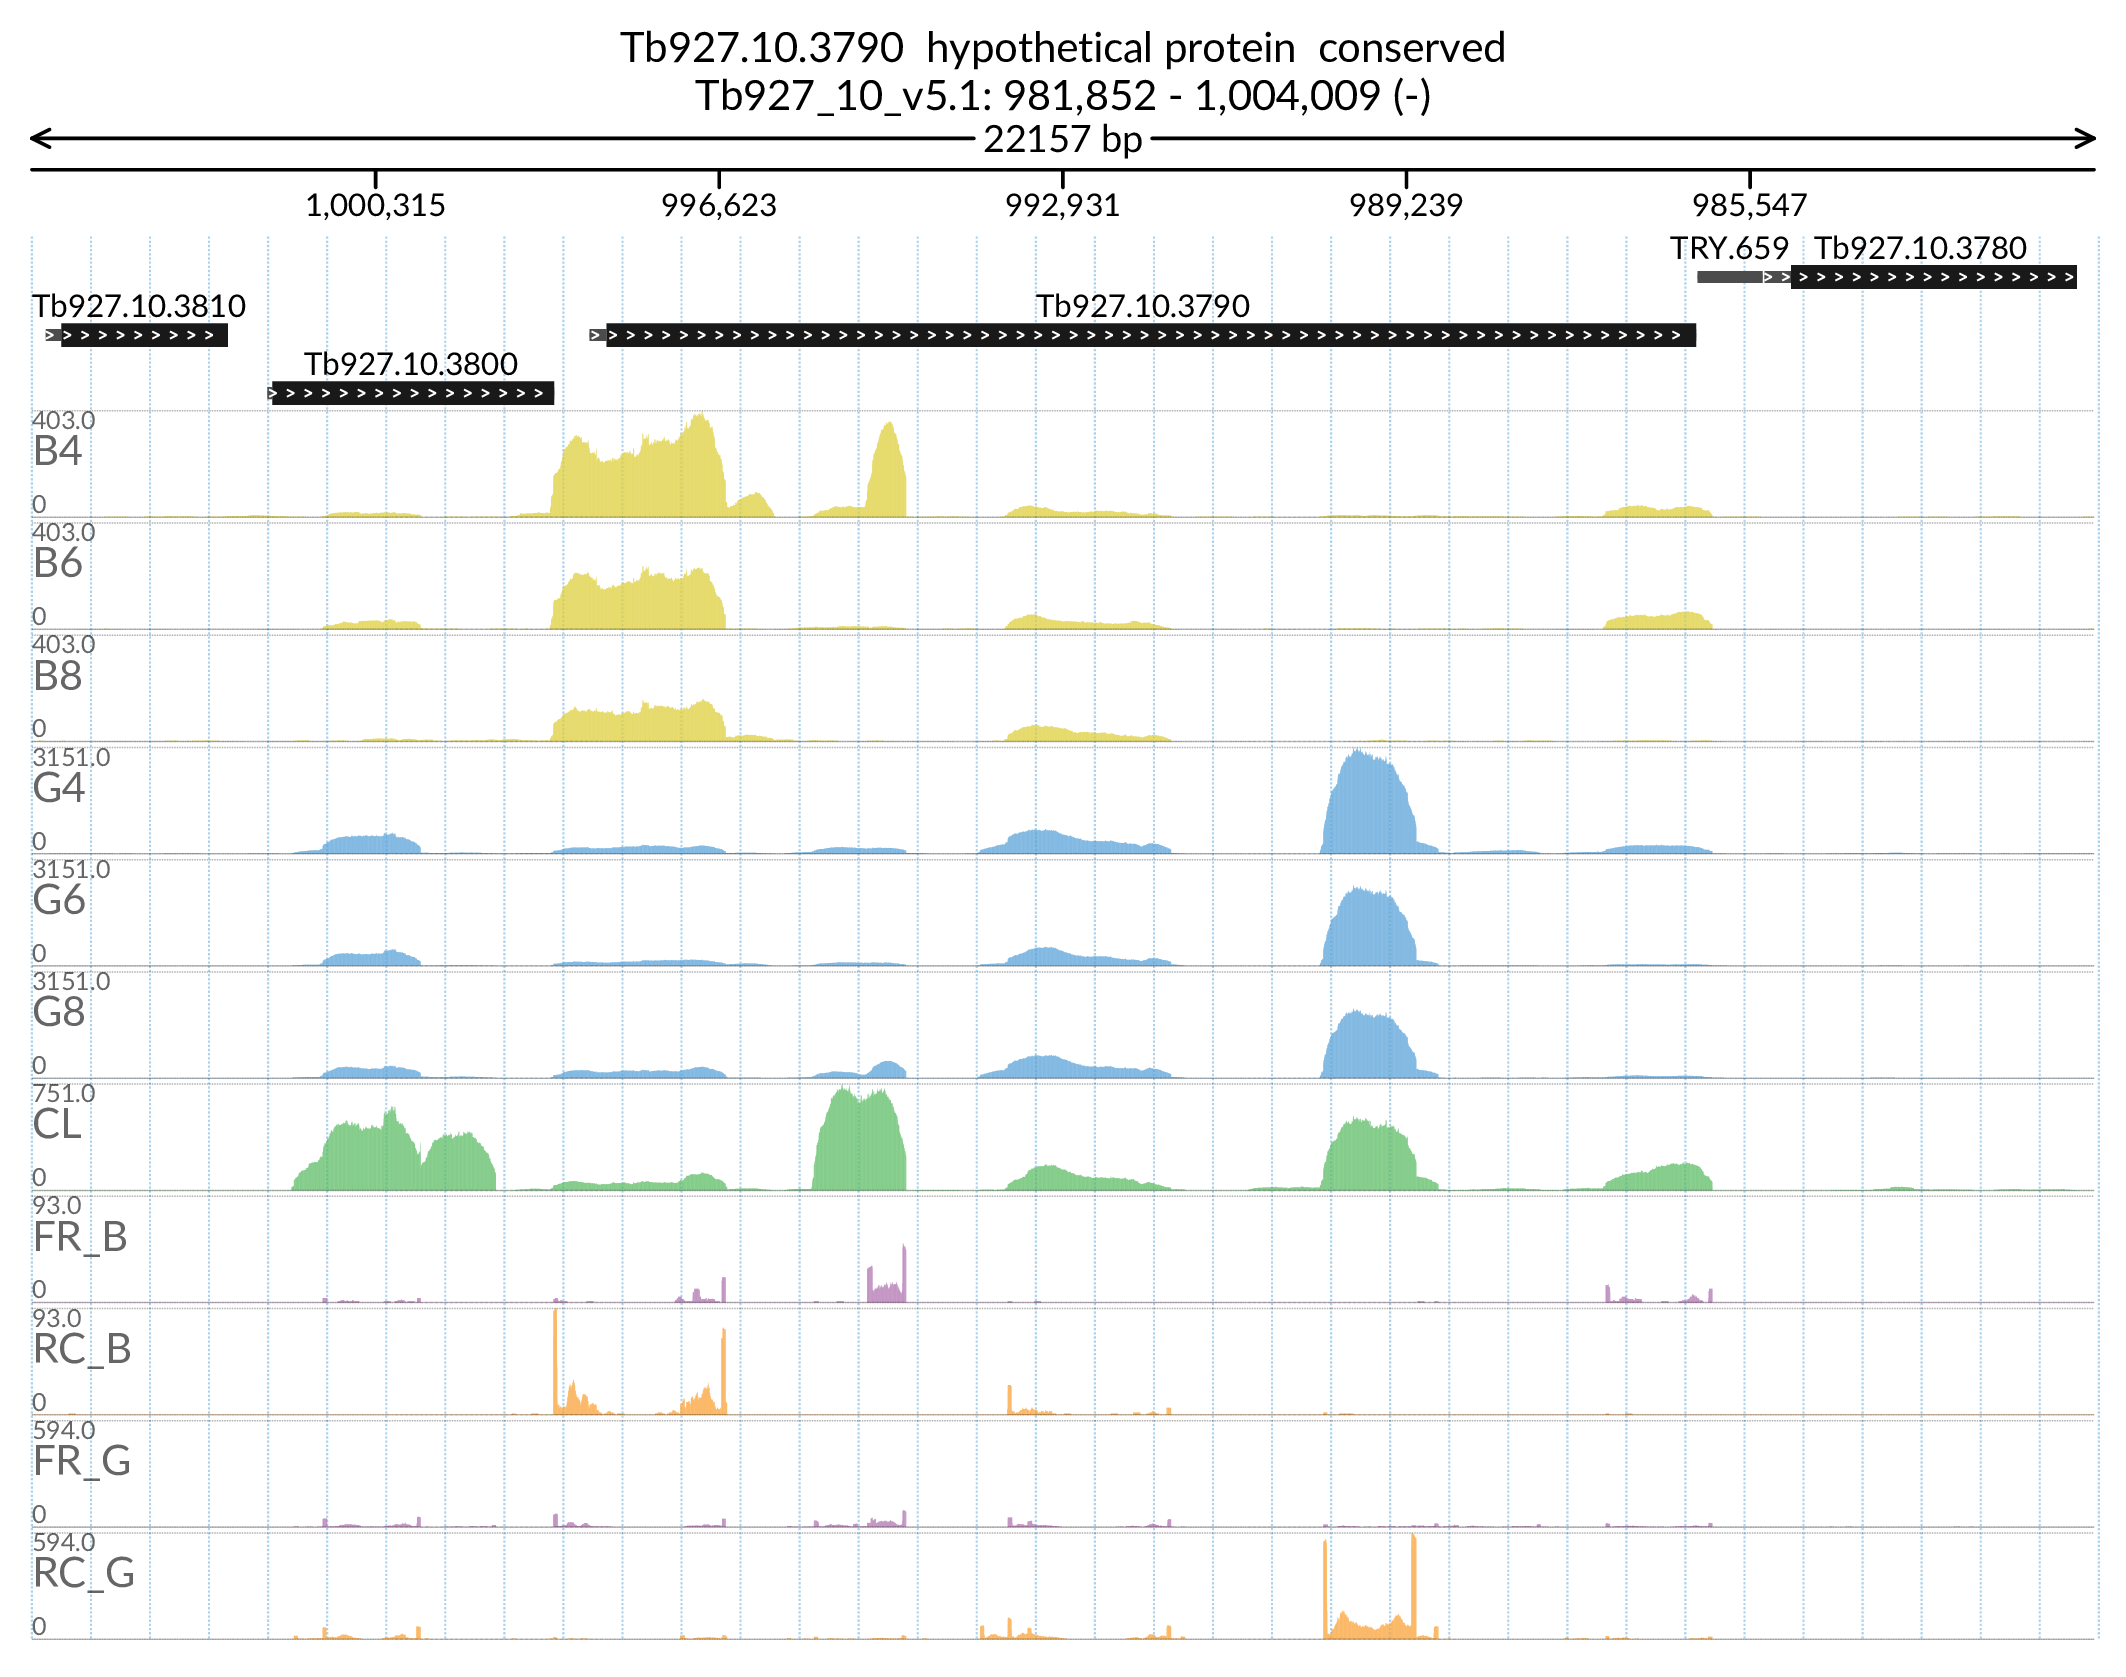 Tb927.10.3790  hypothetical protein  conserved
Tb927_10_v5.1: 981,852 - 1,004,009 (-)
22157 bp
1,000,315 996,623 992,931 989,239 985,547
TRY.659 Tb927.10.3780
Tb927.10.3810 Tb927.10.3790
Tb927.10.3800
403.0
B4
0
403.0
B6
0
403.0
B8
0
3151.0
G4
0
3151.0
G6
0
3151.0
G8
0
751.0
CL
0
93.0
FR_B
0
93.0
RC_B
0
594.0
FR_G
0
594.0
RC_G
0